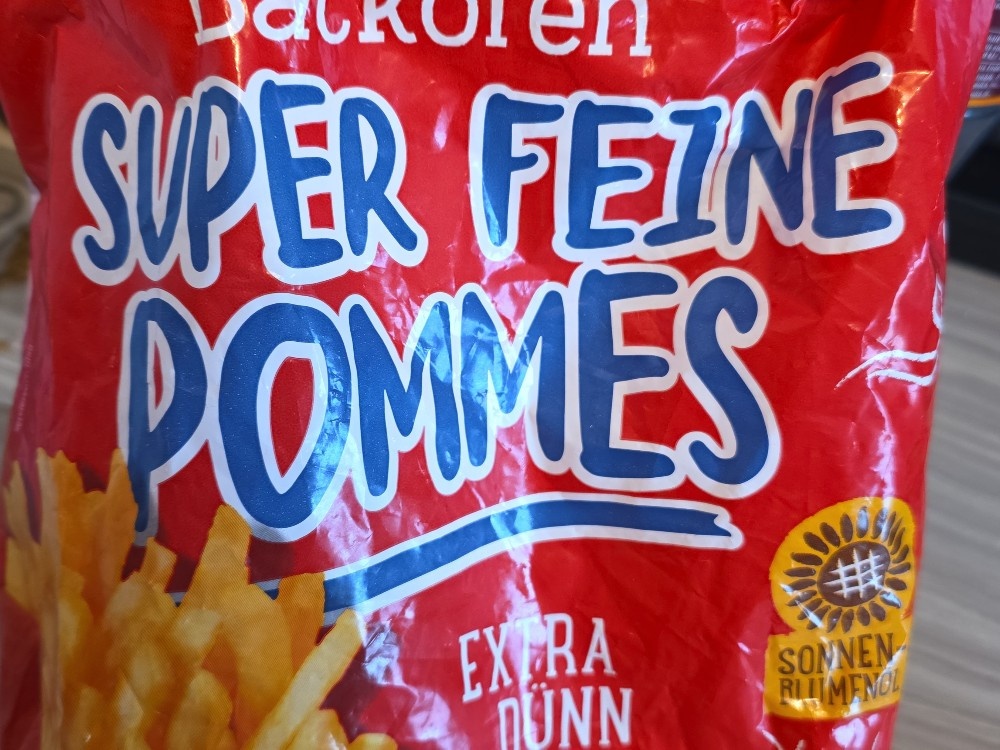 Backofen
SUPER FEINE
POMMES
EXTRA
DÜNN
SONNEN-
BLUMENÖL